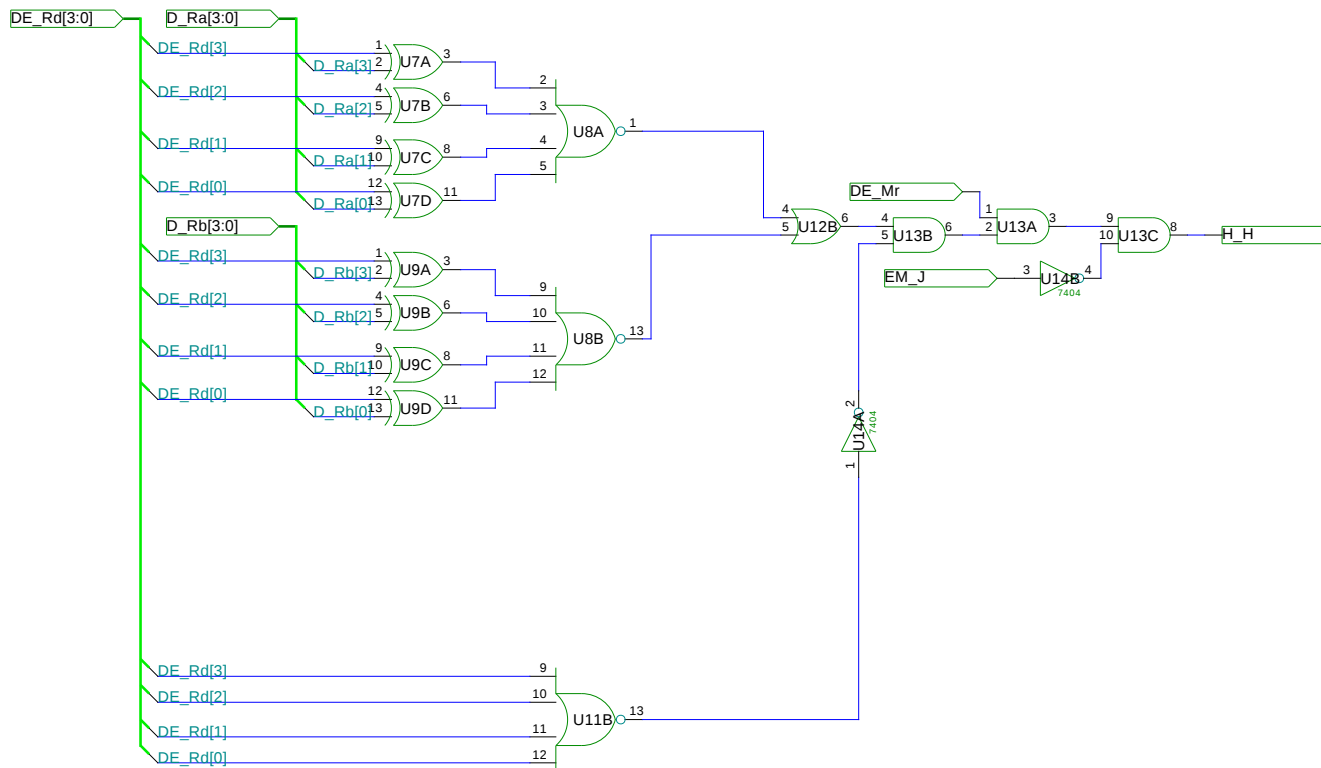 DE_Rd[3:0]
D_Ra[3:0]
DE_Rd[3]
1
D_Ra[3]
2
U7A
3
DE_Rd[2]
4
D_Ra[2]
5
U7B
6
DE_Rd[1]
9
D_Ra[1]
10
U7C
8
DE_Rd[0]
12
D_Ra[0]
13
U7D
11
2
3
4
5
U8A
1
D_Rb[3:0]
DE_Rd[3]
1
D_Rb[3]
2
U9A
3
DE_Rd[2]
4
D_Rb[2]
5
U9B
6
DE_Rd[1]
9
D_Rb[1]
10
U9C
8
DE_Rd[0]
12
D_Rb[0]
13
U9D
11
9
10
11
12
U8B
13
4
5
U12B
6
4
5
U13B
6
DE_Mr
1
2
U13A
3
EM_J
3
U14B
4
7404
9
10
U13C
8
H_H
2
U14A
7404
1
DE_Rd[3]
9
DE_Rd[2]
10
DE_Rd[1]
11
DE_Rd[0]
12
U11B
13